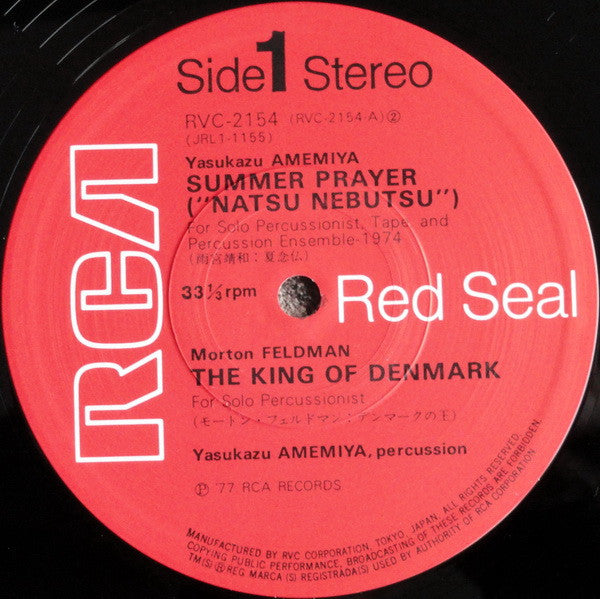 Side 1 Stereo
RVC-2154 (RVC-2154-A)②
(JRL1-1155)
Yasukazu AMEMIYA
SUMMER PRAYER
("NATSU NEBUTSU")
For Solo Percussionist, Tape, and
Percussion Ensemble-1974
(雨宮靖和:夏念仏)
33⅓ rpm
RCA
Red Seal
Morton FELDMAN
THE KING OF DENMARK
For Solo Percussionist
(モートン・フェルドマン:デンマークの王)
Yasukazu AMEMIYA, percussion
Ⓟ '77 RCA RECORDS
MANUFACTURED BY RVC CORPORATION, TOKYO JAPAN. ALL RIGHTS RESERVED.
COPYING PUBLIC PERFORMANCE, BROADCASTING OF THESE RECORDS ARE FORBIDDEN.
TM(S) ® REG MARCA(S) REGISTRADA(S) USED BY AUTHORITY OF RCA CORPORATION